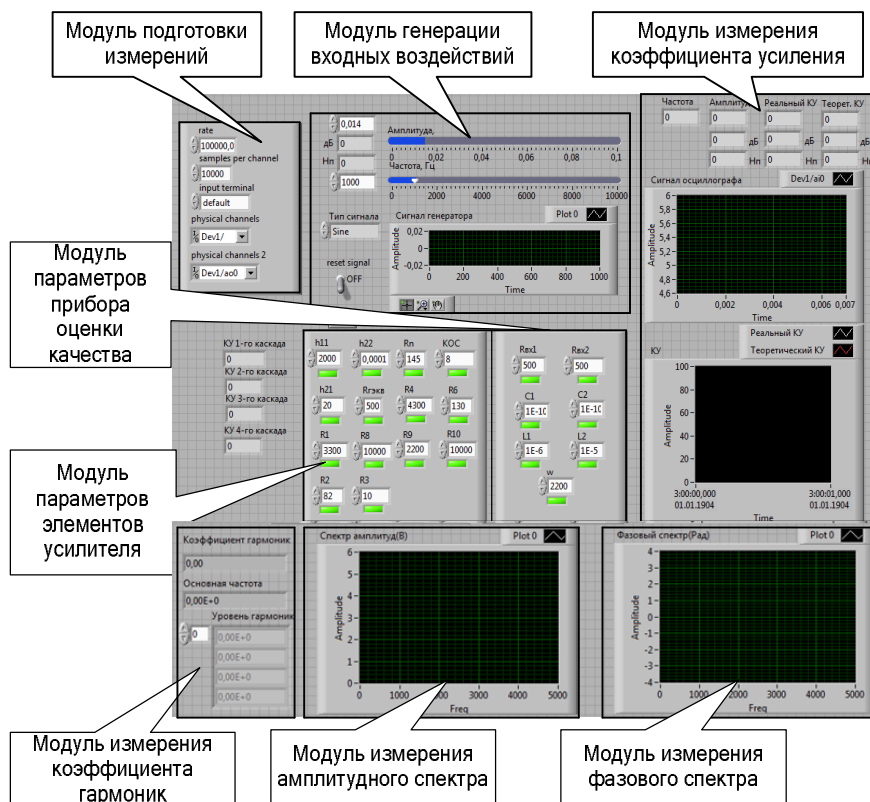 Модуль подготовки
измерений
Модуль генерации
входных воздействий
Модуль измерения
коэффициента усиления
rate
100000,0
samples per channel
10000
input terminal
default
physical channels
Dev1/
physical channels 2
Dev1/ao0
0,014
дБ 0
Нп 0
Амплитуда,
0 0,02 0,04 0,06 0,08 0,1
Частота, Гц
1000
0 2000 4000 6000 8000 10000
Тип сигнала
Sine
reset signal
OFF
Сигнал генератора
Plot 0
Amplitude
0,02
0
-0,02
0 200 400 600 800 1000
Time
Частота Амплитуд Реальный КУ Теорет. КУ
0 0 0 0
0 дБ 0 дБ 0 дБ
0 Нп 0 Нп 0 Нп
Сигнал осциллографа
Dev1/ai0
Amplitude
6
5,8
5,6
5,4
5,2
5
4,8
4,6
0 0,002 0,004 0,006 0,007
Time
Реальный КУ
Теоретический КУ
КУ
Amplitude
100
80
60
40
20
0
3:00:00,000
01.01.1904
3:00:01,000
01.01.1904
Time
Модуль
параметров
прибора
оценки
качества
КУ 1-го каскада
0
КУ 2-го каскада
0
КУ 3-го каскада
0
КУ 4-го каскада
0
h11 h22 Rn КОС
2000 0,0001 145 8
h21 Rгэкв R4 R6
20 500 4300 130
R1 R8 R9 R10
3300 10000 2200 10000
R2 R3
82 10
Rвх1 Rвх2
500 500
C1 C2
1E-10 1E-10
L1 L2
1E-6 1E-5
w
2200
Модуль
параметров
элементов
усилителя
Коэффициент гармоник
0,00
Основная частота
0,00E+0
Уровень гармоник
0
0,00E+0
0,00E+0
0,00E+0
0,00E+0
Спектр амплитуд(В)
Plot 0
Amplitude
6
5
4
3
2
1
0
0 1000 2000 3000 4000 5000
Freq
Фазовый спектр(Рад)
Plot 0
Amplitude
4
3
2
1
0
-1
-2
-3
-4
0 1000 2000 3000 4000 5000
Freq
Модуль измерения
коэффициента
гармоник
Модуль измерения
амплитудного спектра
Модуль измерения
фазового спектра